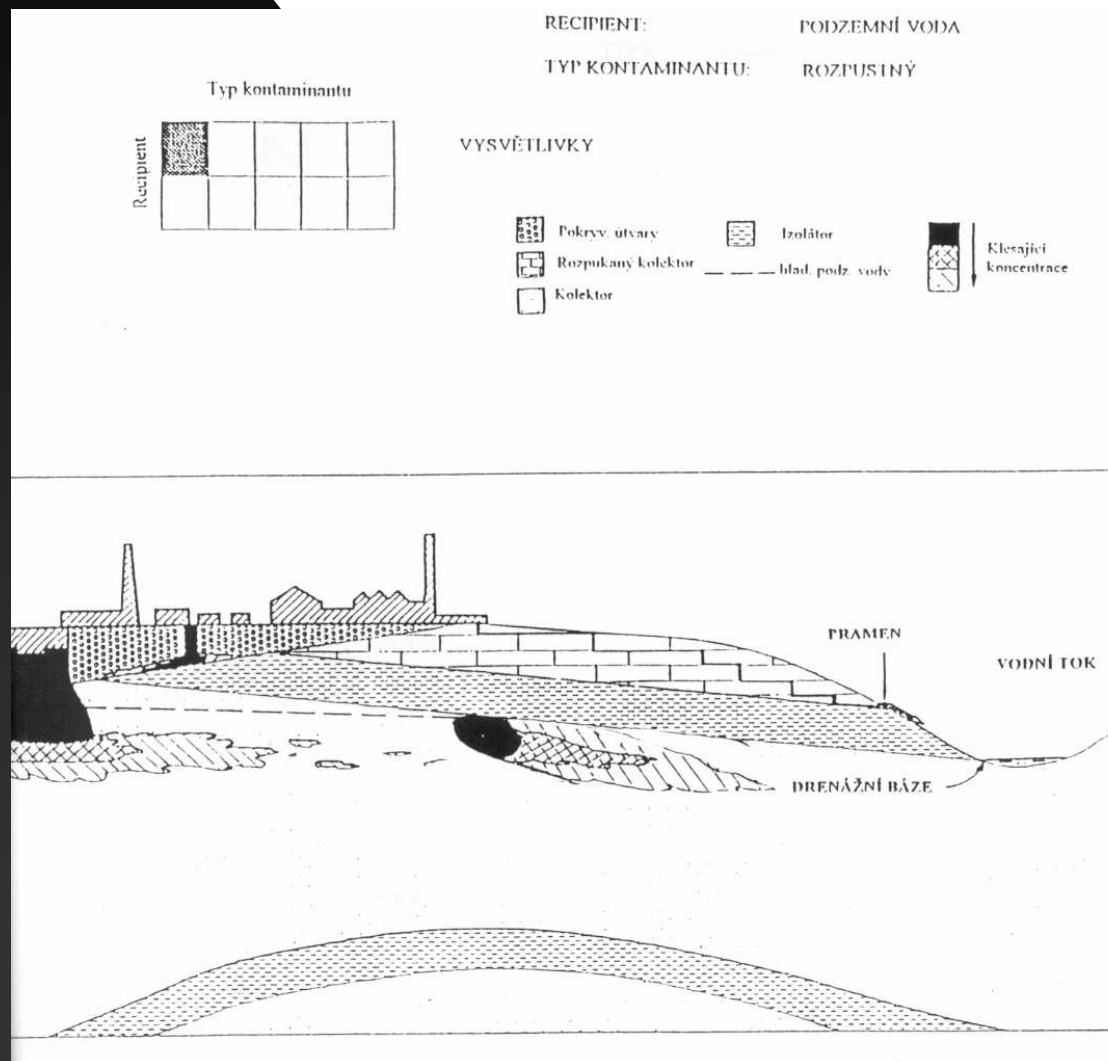 RECIPIENT: PODZEMNÍ VODA
TYP KONTAMINANTU: ROZPUSTNÝ
Typ kontaminantu
Recipient
VYSVĚTLIVKY
Pokryv. útvary
Izolátor
Klesající
koncentrace
Rozpukaný kolektor
hlad. podz. vody
Kolektor
PRAMEN
VODNÍ TOK
DRENÁŽNÍ BÁZE